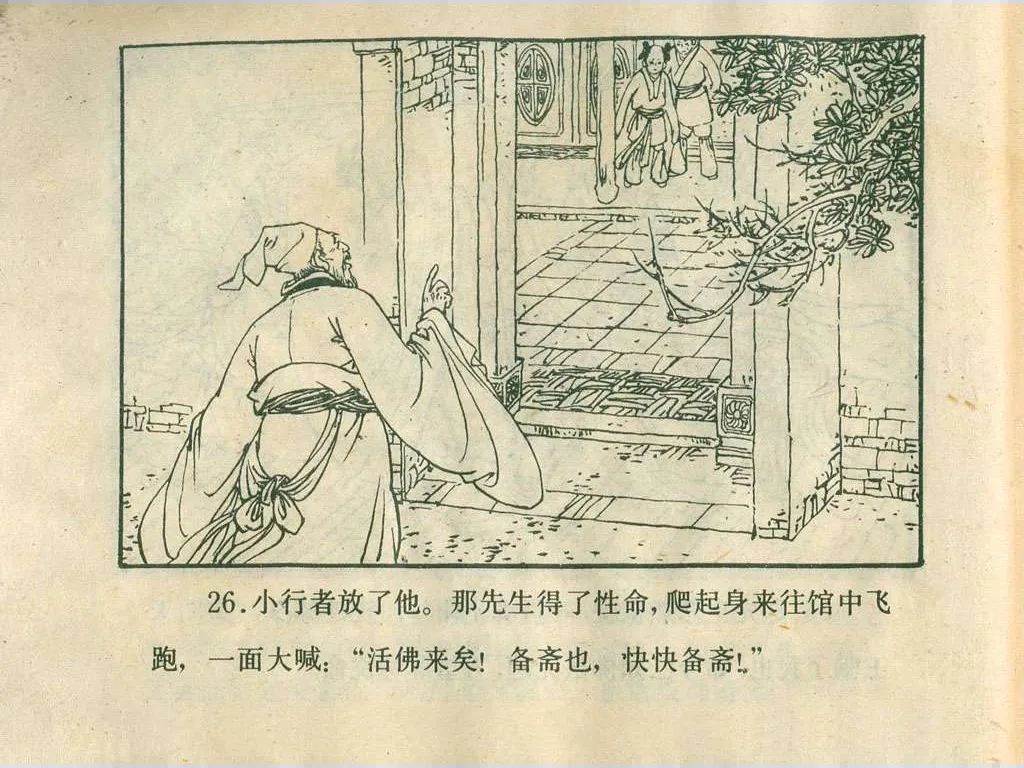 26.小行者放了他。那先生得了性命,爬起身来往馆中飞
跑,一面大喊:“活佛来矣!备斋也,快快备斋!”